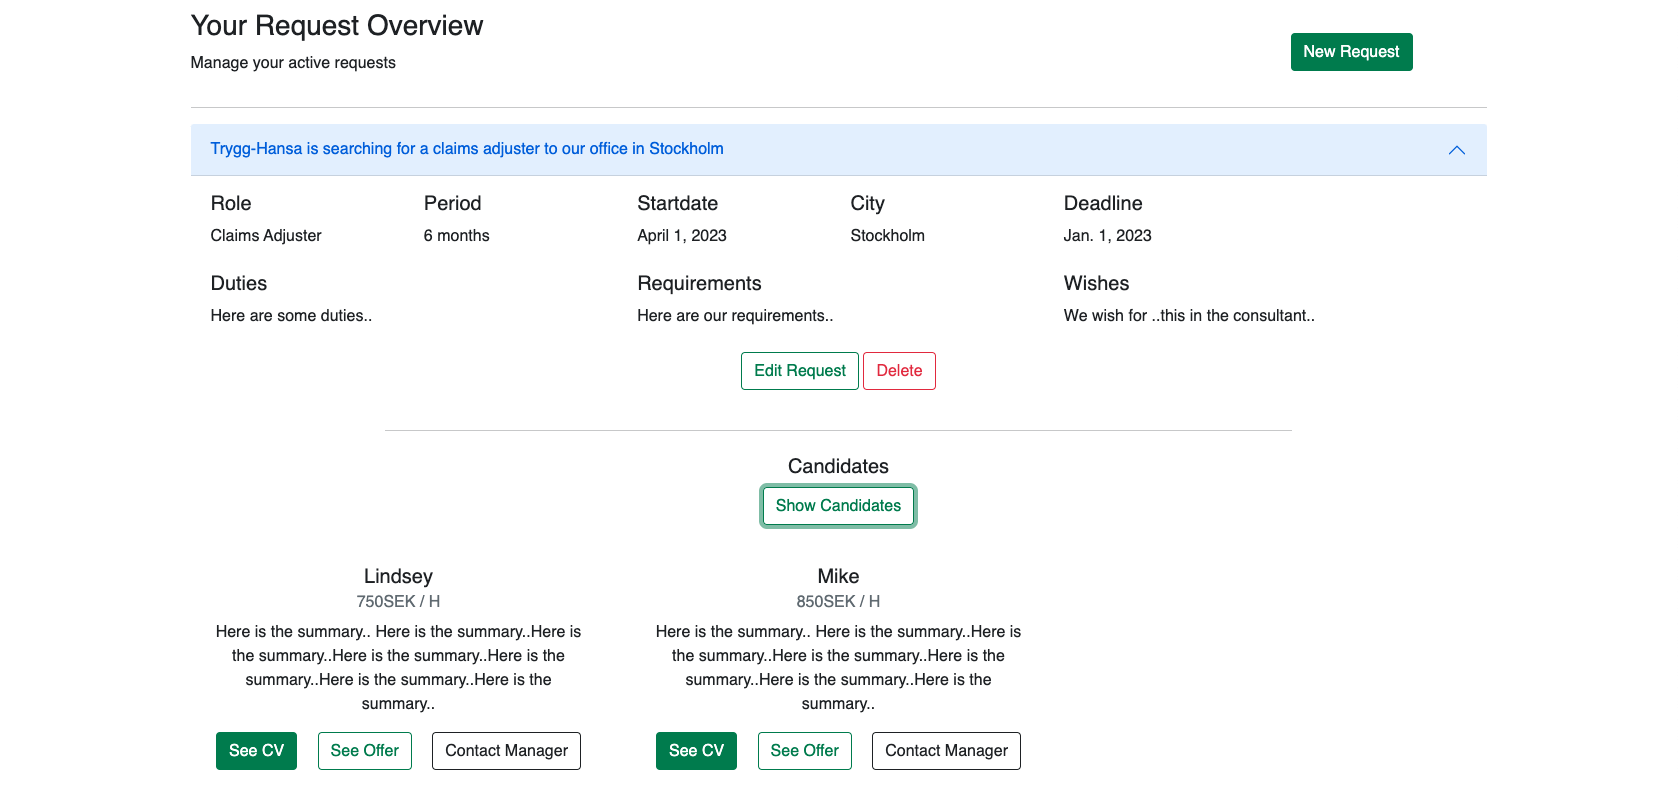 Your Request Overview
Manage your active requests
New Request
Trygg-Hansa is searching for a claims adjuster to our office in Stockholm
Role
Period
Startdate
City
Deadline
Claims Adjuster
6 months
April 1, 2023
Stockholm
Jan. 1, 2023
Duties
Requirements
Wishes
Here are some duties..
Here are our requirements..
We wish for ..this in the consultant..
Edit Request
Delete
Candidates
Show Candidates
Lindsey
750SEK / H
Here is the summary.. Here is the summary..Here is
the summary..Here is the summary..Here is the
summary..Here is the summary..Here is the
summary..
See CV
See Offer
Contact Manager
Mike
850SEK / H
Here is the summary.. Here is the summary..Here is
the summary..Here is the summary..Here is the
summary..Here is the summary..Here is the
summary..
See CV
See Offer
Contact Manager